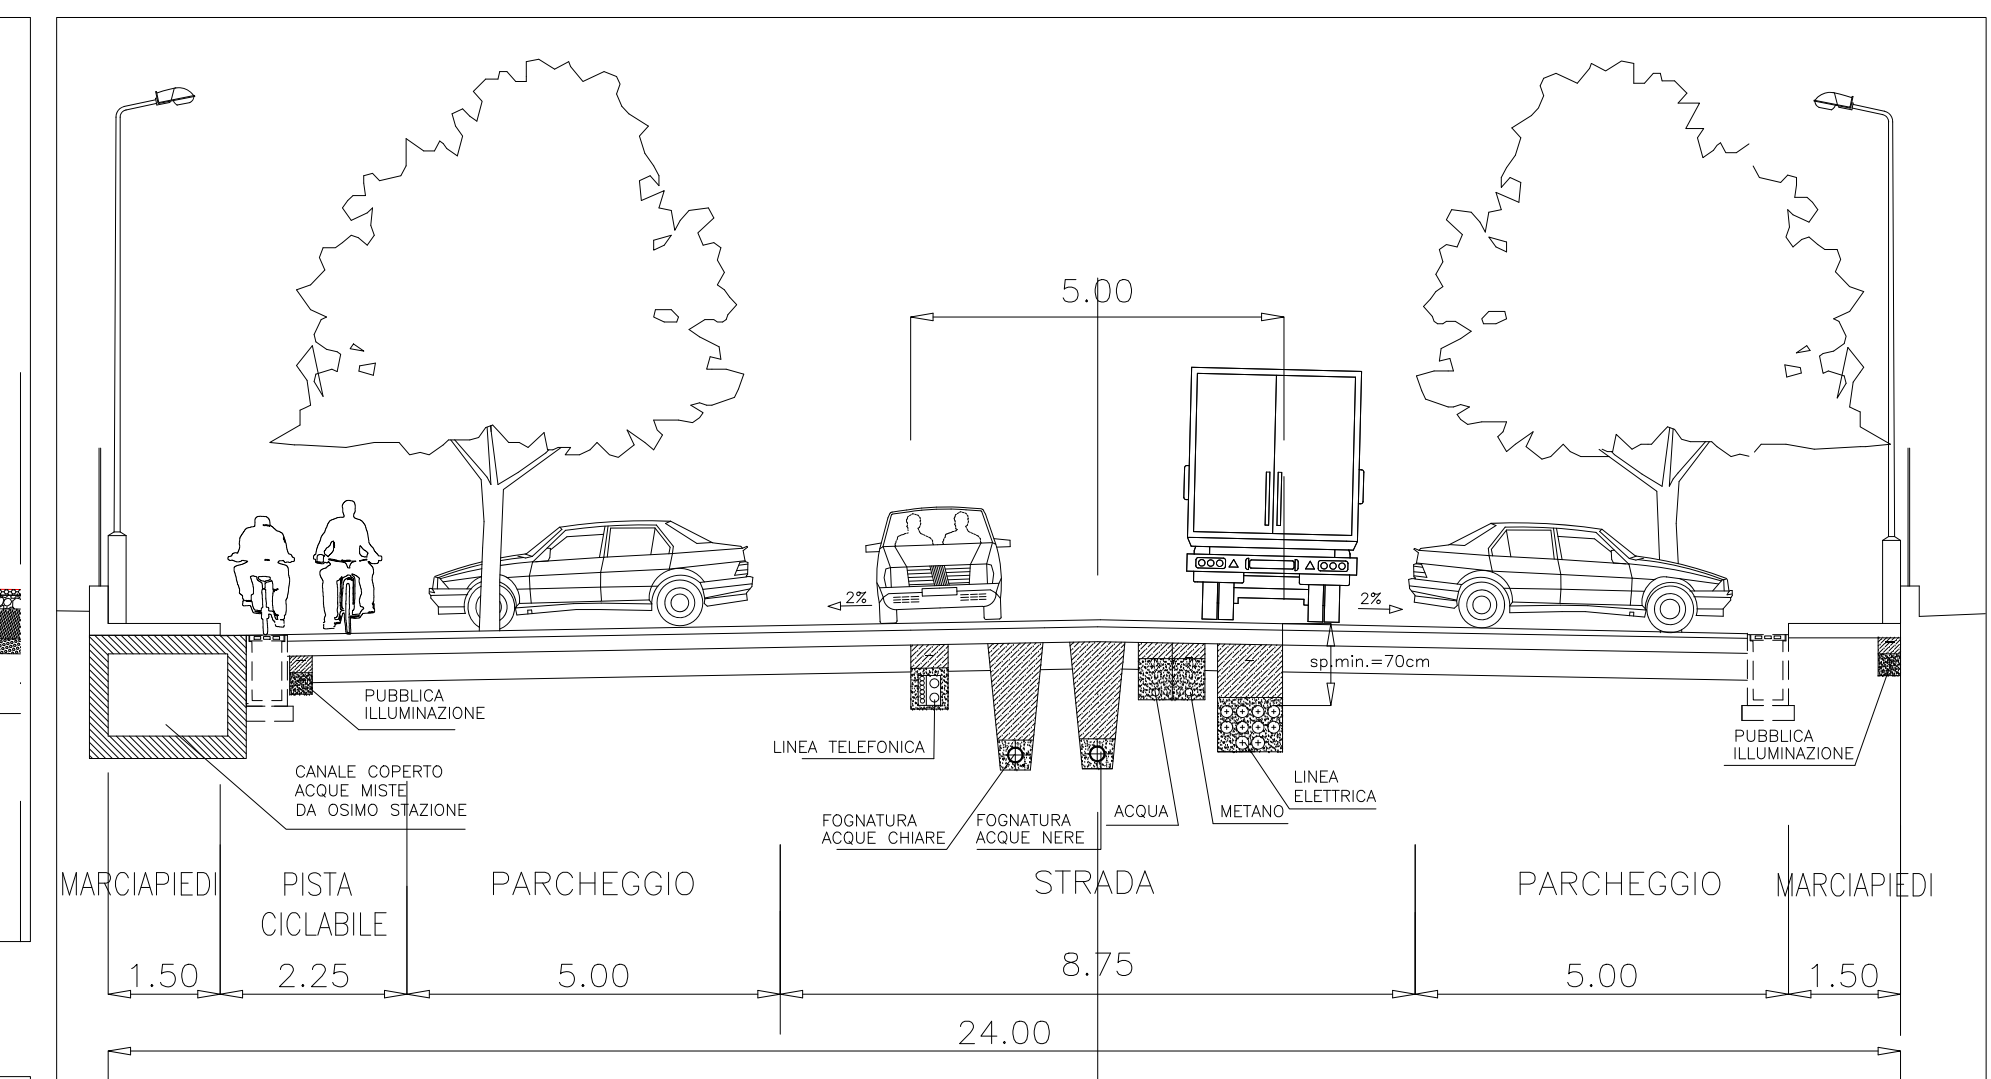 5.00
2%
2%
sp.min.=70cm
PUBBLICA
ILLUMINAZIONE
LINEA TELEFONICA
PUBBLICA
ILLUMINAZIONE
CANALE COPERTO
ACQUE MISTE
DA OSIMO STAZIONE
LINEA
ELETTRICA
FOGNATURA
ACQUE CHIARE
FOGNATURA
ACQUE NERE
ACQUA
METANO
MARCIAPIEDI
PISTA
CICLABILE
PARCHEGGIO
STRADA
PARCHEGGIO
MARCIAPIEDI
1.50
2.25
5.00
8.75
5.00
1.50
24.00